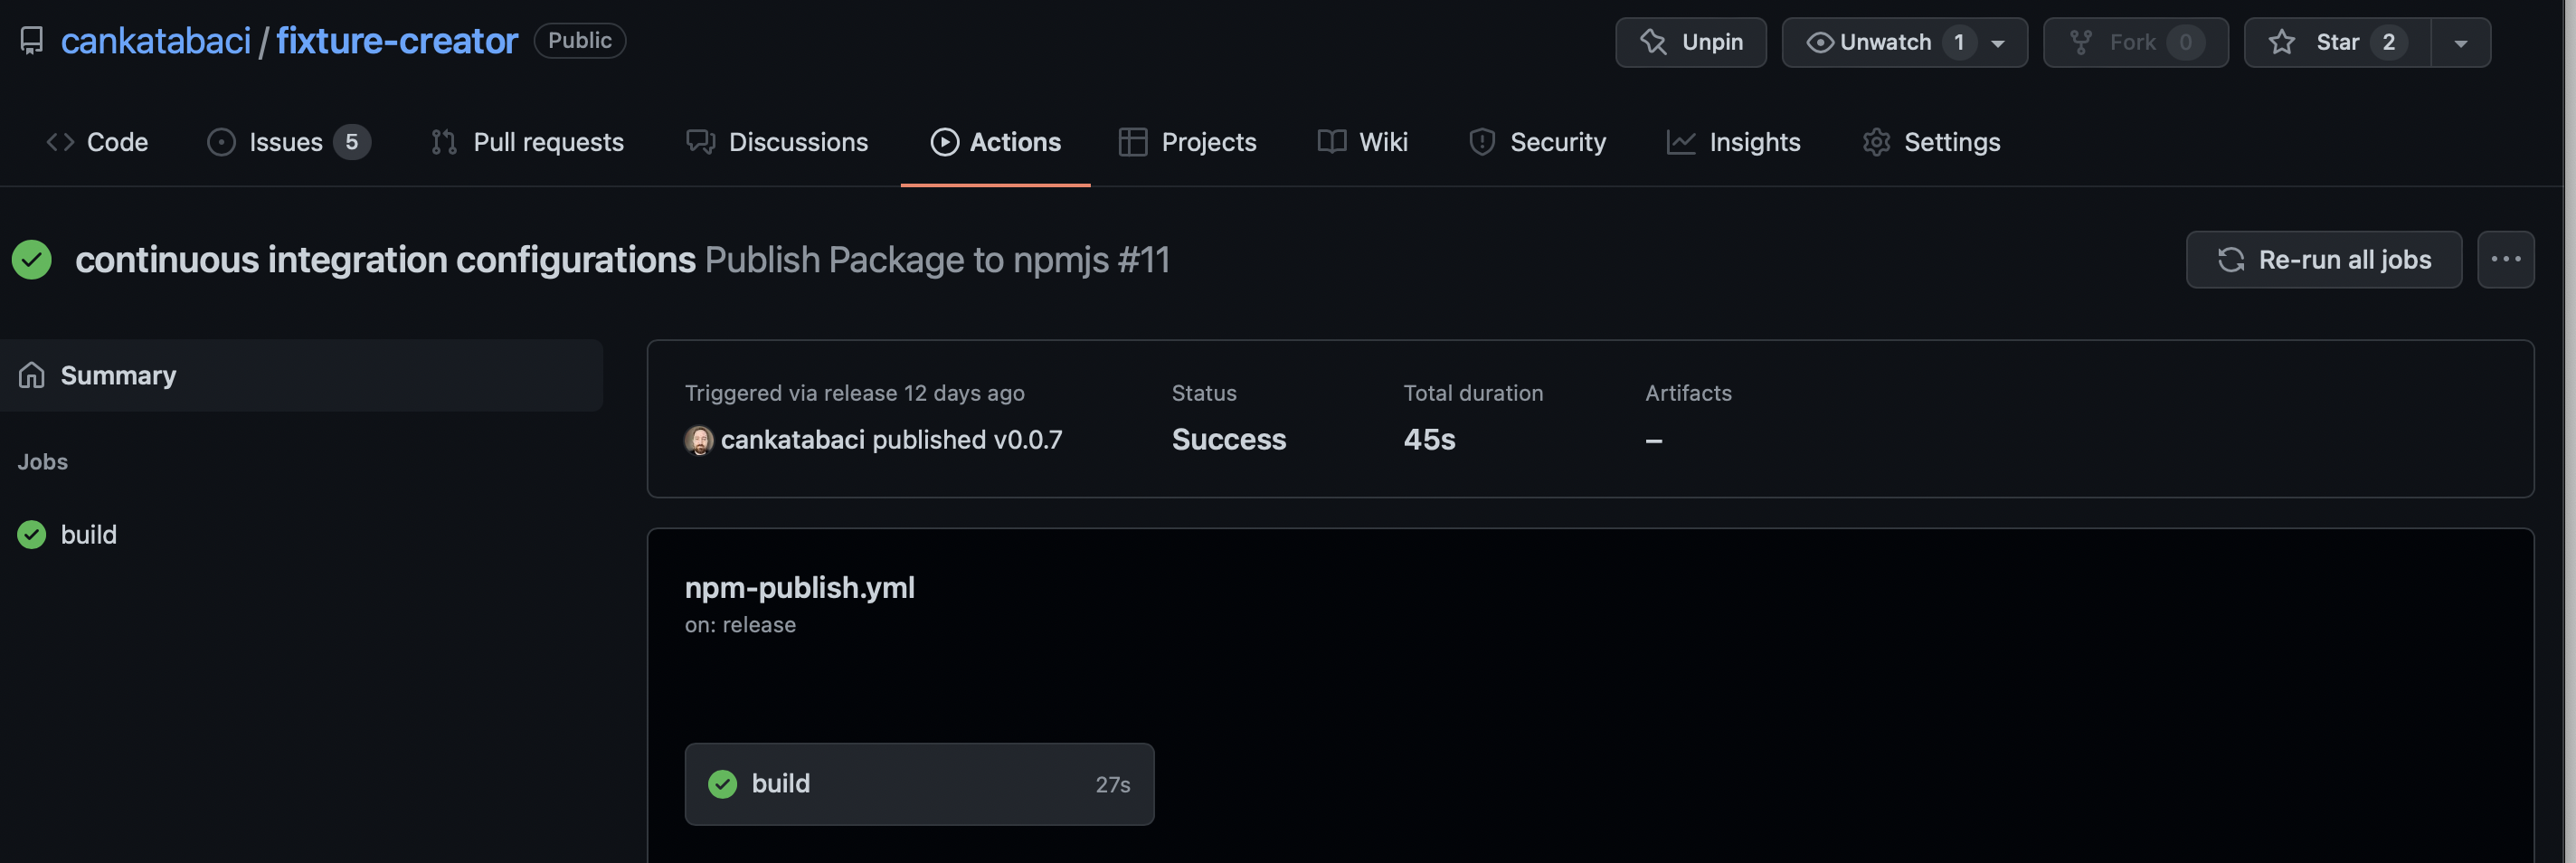 cankatabaci / fixture-creator Public Unpin Unwatch 1 Fork 0 Star 2
Code Issues 5 Pull requests Discussions Actions Projects Wiki Security Insights Settings
continuous integration configurations Publish Package to npmjs #11 Re-run all jobs
Summary
Jobs
build
Triggered via release 12 days ago Status Total duration Artifacts
cankatabaci published v0.0.7 Success 45s –
npm-publish.yml
on: release
build 27s